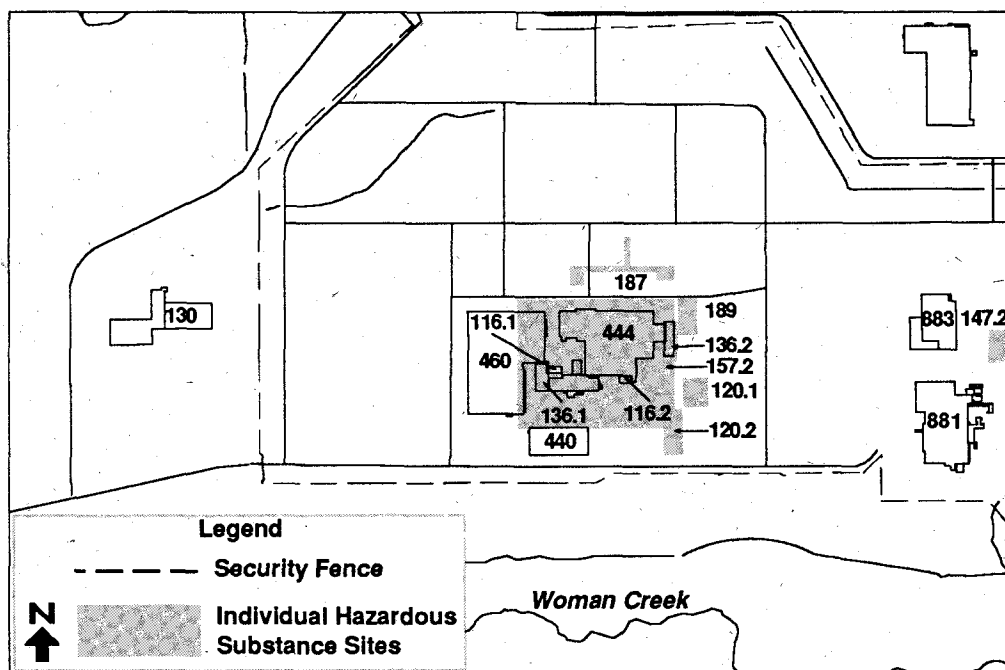 187
130
116.1
444
189
883
147.2
460
136.2
157.2
120.1
136.1
116.2
881
440
120.2
Legend
Security Fence
N
Individual Hazardous
Substance Sites
Woman Creek